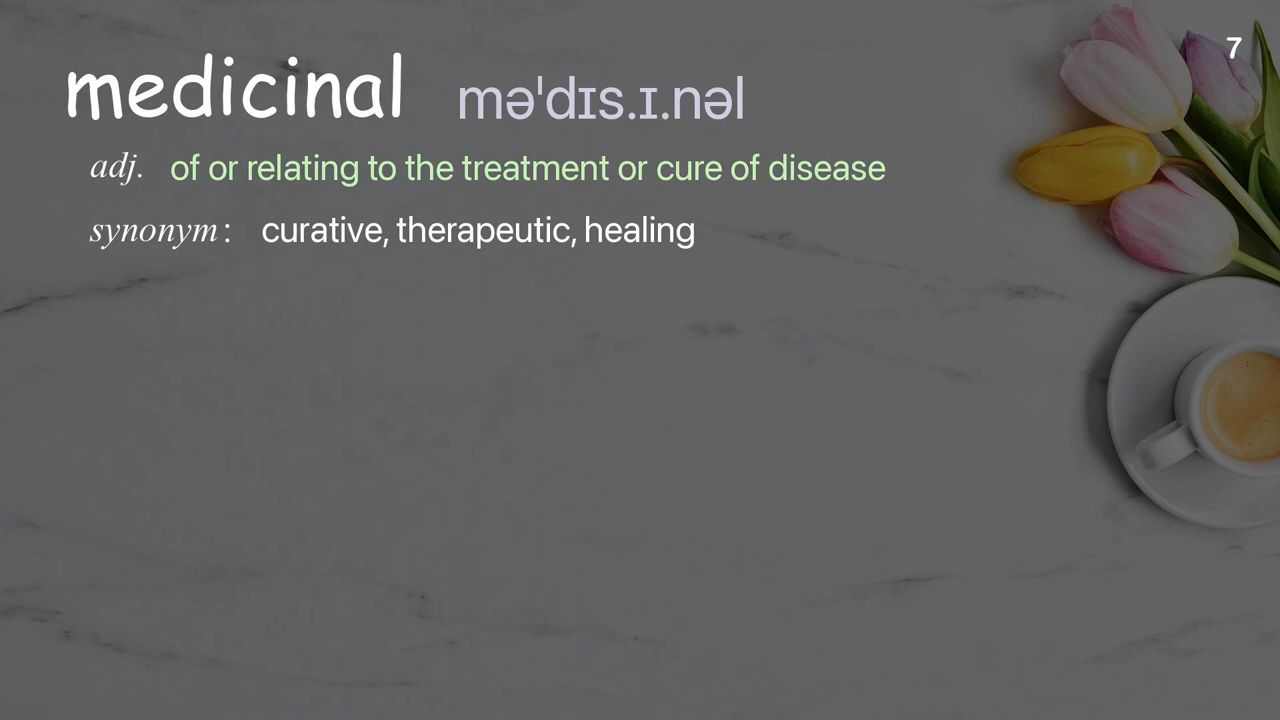 7
medicinal məˈdɪs.ɪ.nəl
adj. of or relating to the treatment or cure of disease
synonym: curative, therapeutic, healing